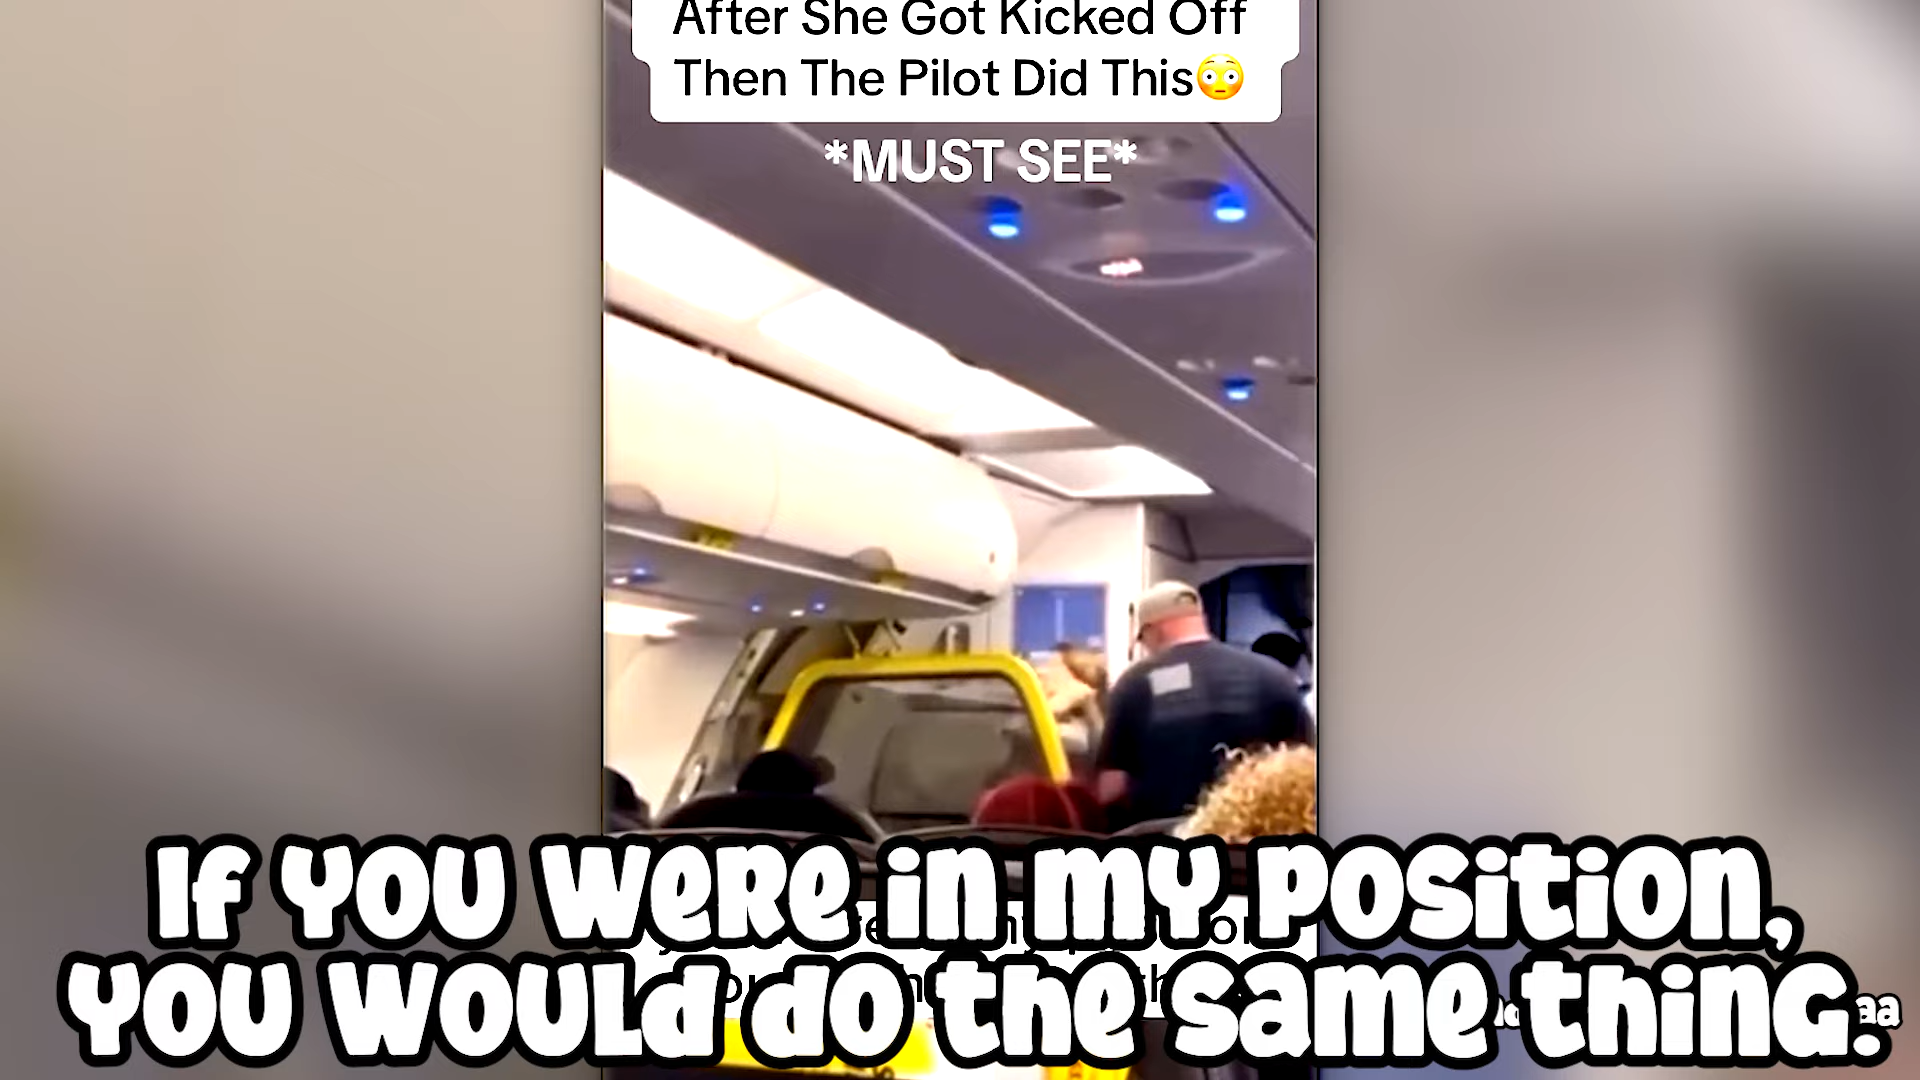 After She Got Kicked Off
Then The Pilot Did This😳
*MUST SEE*
If you were in my position,
you would do the same thing.
aa